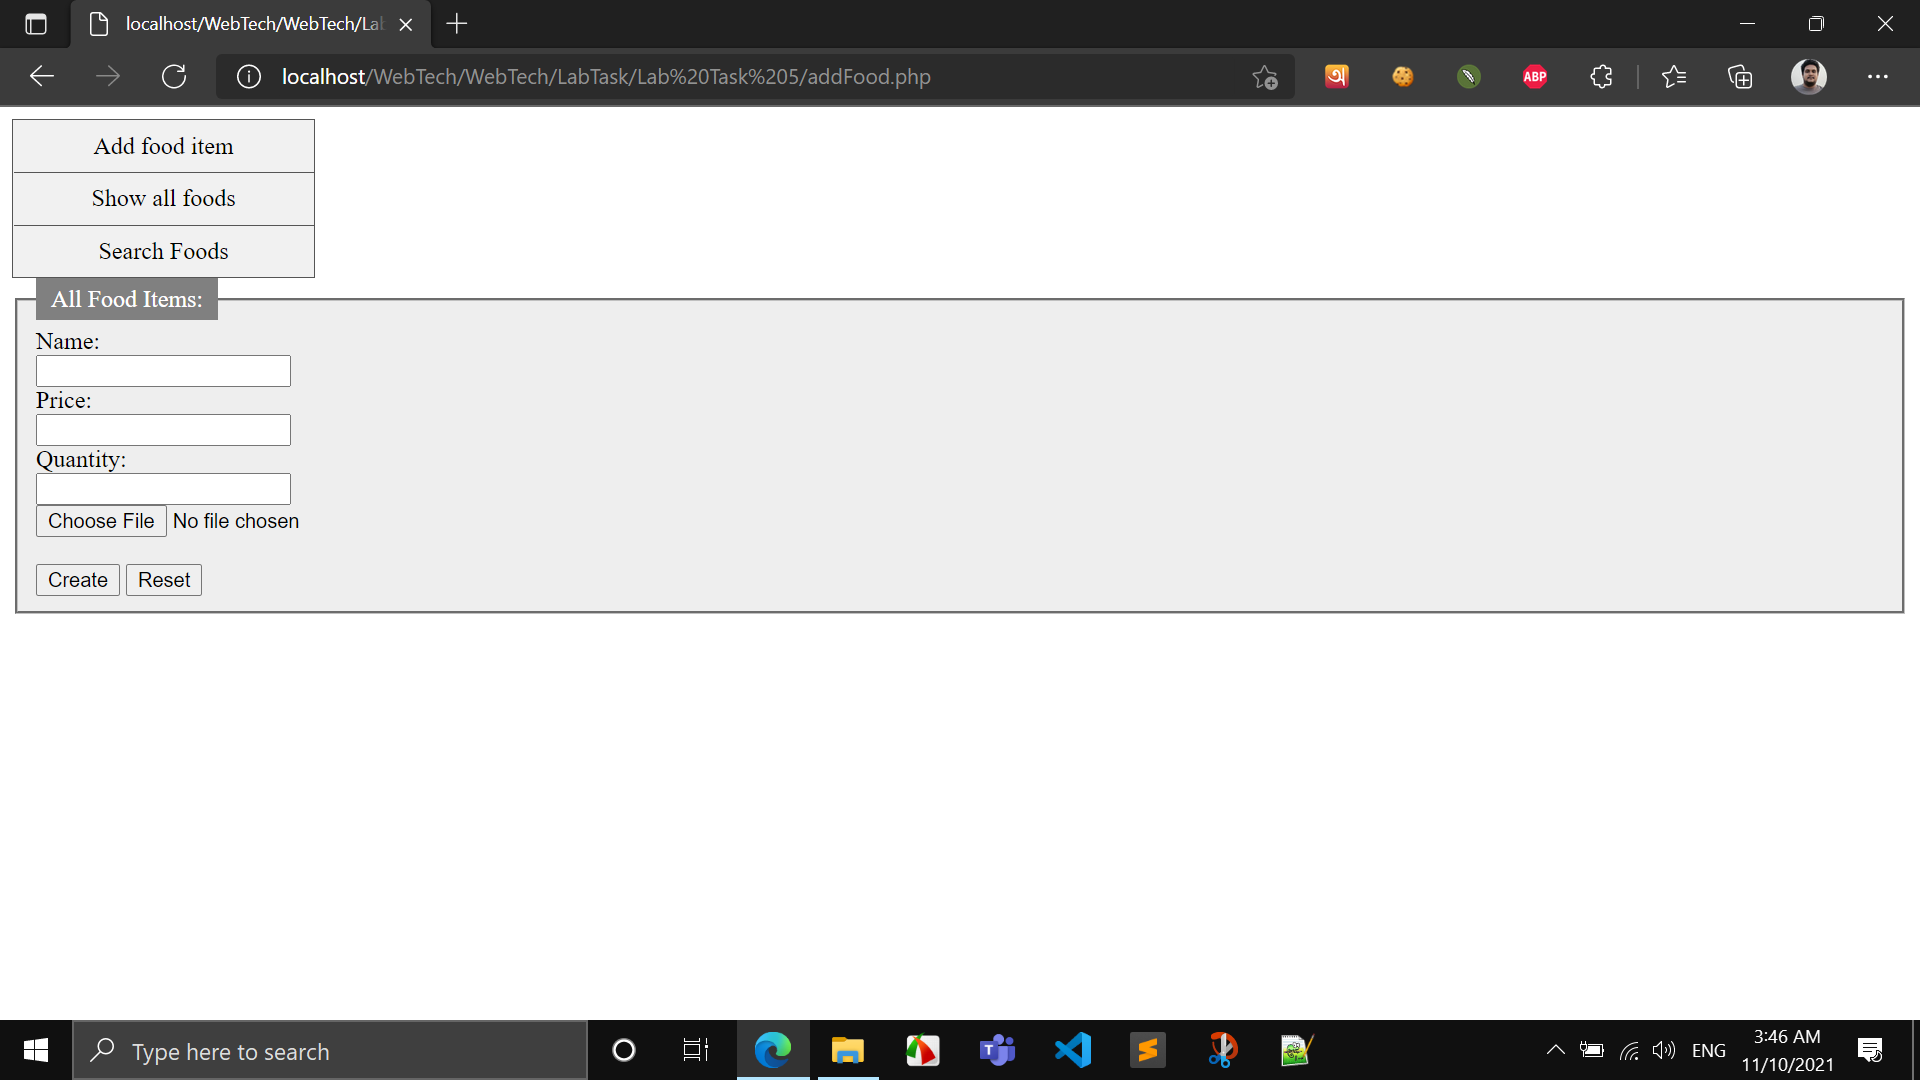 localhost/WebTech/WebTech/La
localhost/WebTech/WebTech/LabTask/Lab%20Task%205/addFood.php
অ
ABP
Add food item
Show all foods
Search Foods
All Food Items:
Name:
Price:
Quantity:
Choose File No file chosen
Create Reset
Type here to search
ENG
3:46 AM
11/10/2021